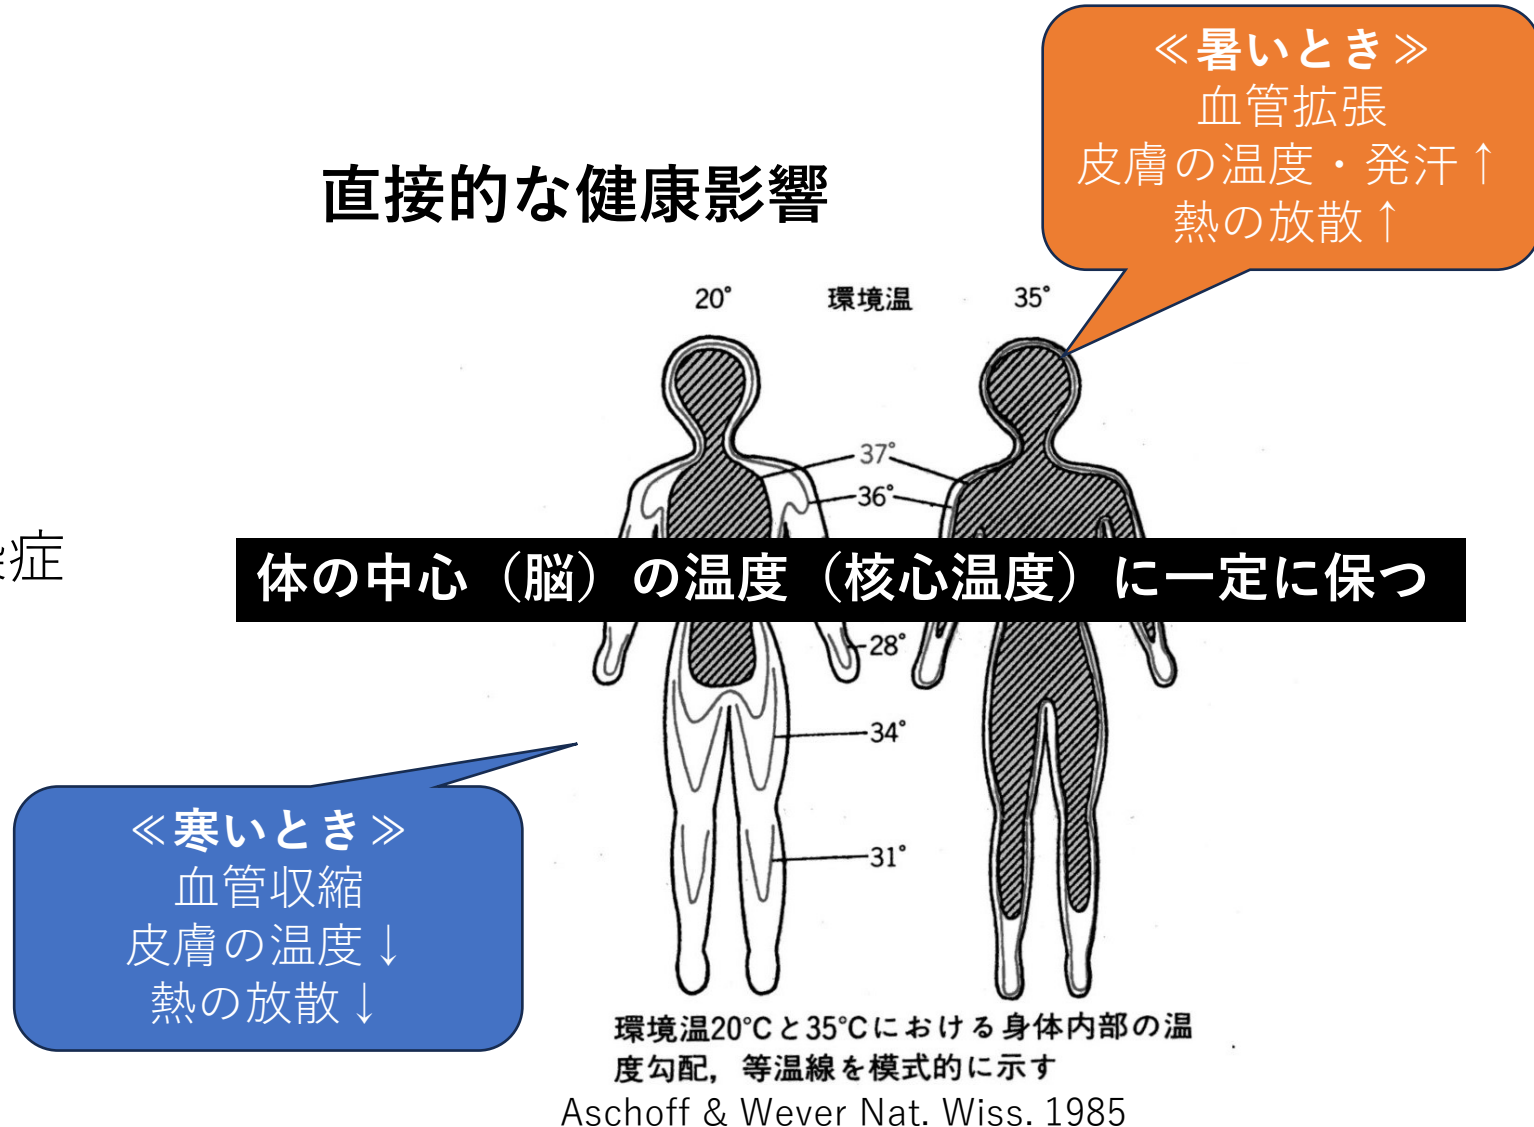 ≪暑いとき≫
血管拡張
皮膚の温度・発汗↑
熱の放散↑
直接的な健康影響
20°
環境温
35°
37°
36°
症
体の中心（脳）の温度（核心温度）に一定に保つ
28°
34°
31°
≪寒いとき≫
血管収縮
皮膚の温度↓
熱の放散↓
環境温20℃と35℃における身体内部の温
度勾配，等温線を模式的に示す
Aschoff & Wever Nat. Wiss. 1985